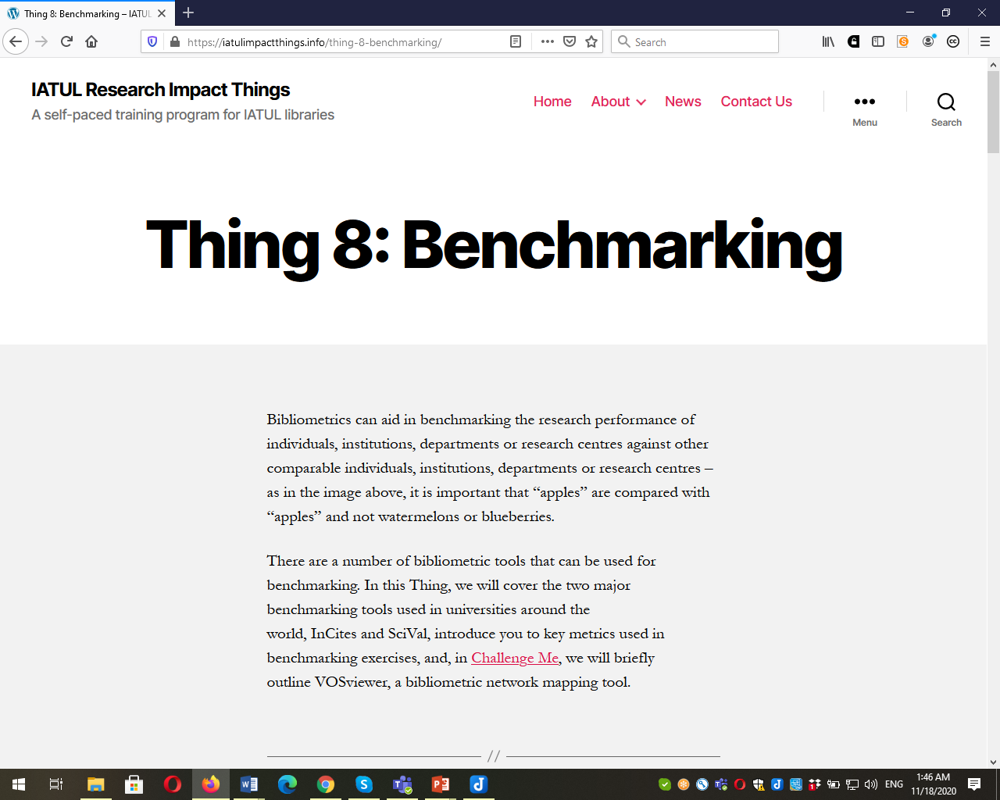 Thing 8: Benchmarking – IATUL
https://iatulimpactthings.info/thing-8-benchmarking/
Search
IATUL Research Impact Things
A self-paced training program for IATUL libraries
Home About News Contact Us
Menu
Search
Thing 8: Benchmarking
Bibliometrics can aid in benchmarking the research performance of
individuals, institutions, departments or research centres against other
comparable individuals, institutions, departments or research centres –
as in the image above, it is important that “apples” are compared with
“apples” and not watermelons or blueberries.
There are a number of bibliometric tools that can be used for
benchmarking. In this Thing, we will cover the two major
benchmarking tools used in universities around the
world, InCites and SciVal, introduce you to key metrics used in
benchmarking exercises, and, in Challenge Me, we will briefly
outline VOSviewer, a bibliometric network mapping tool.
//
ENG
1:46 AM
11/18/2020